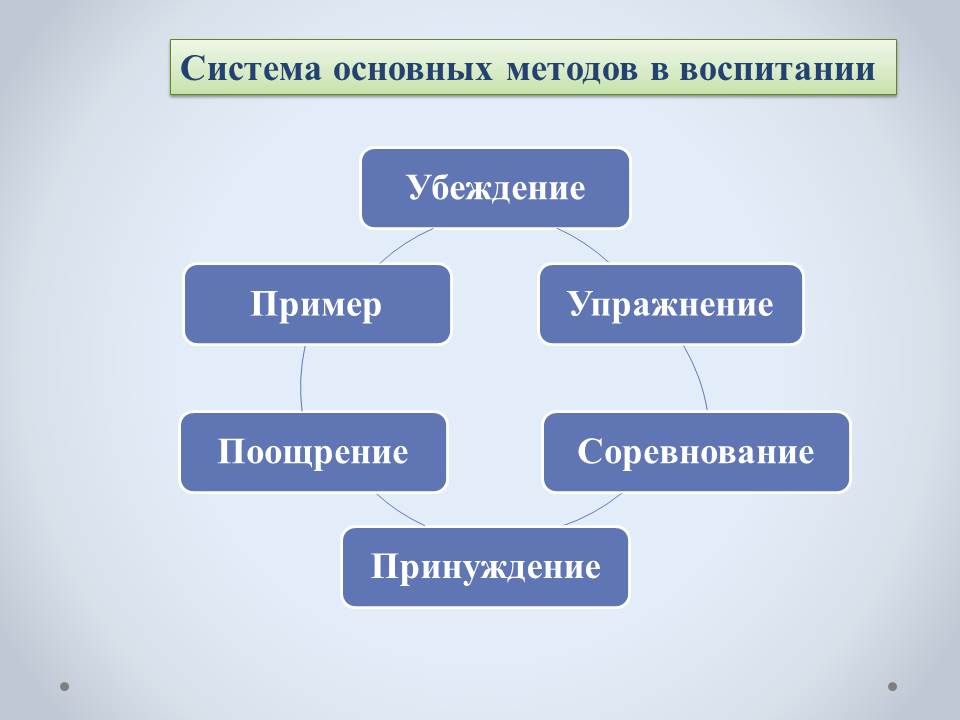 Система основных методов в воспитании
Убеждение
Пример
Упражнение
Поощрение
Соревнование
Принуждение